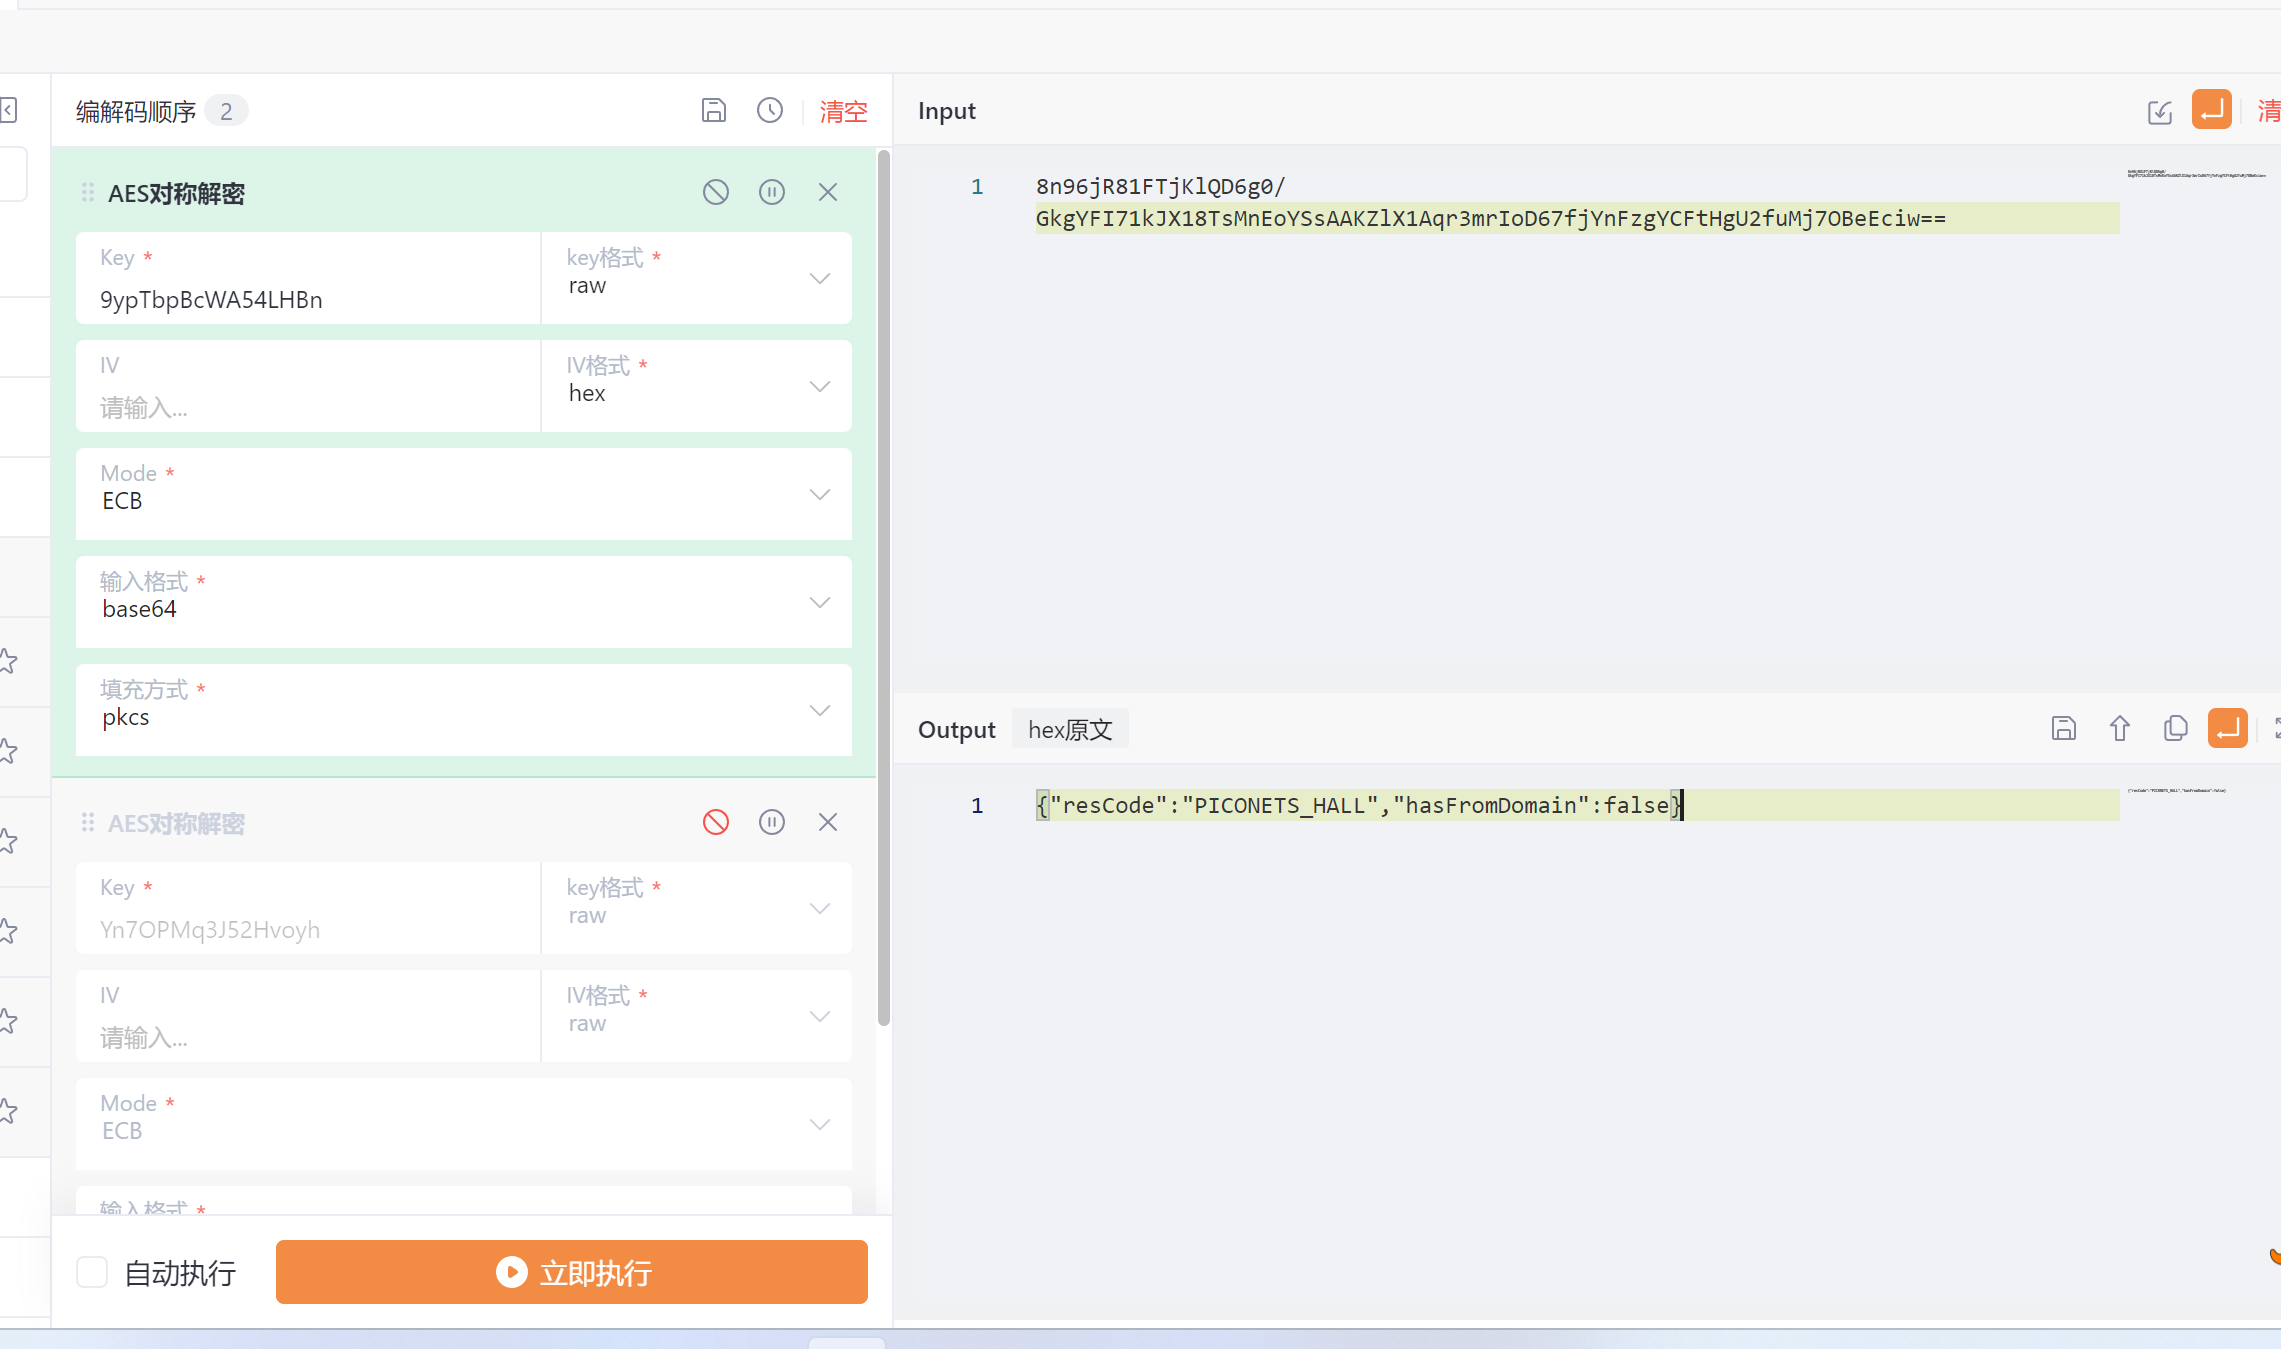 编解码顺序 2
清空
AES对称解密
Key *
9ypTbpBcWA54LHBn
key格式 *
raw
IV
请输入...
IV格式 *
hex
Mode *
ECB
输入格式 *
base64
填充方式 *
pkcs
AES对称解密
Key *
Yn7OPMq3J52Hvoyh
key格式 *
raw
IV
请输入...
IV格式 *
raw
Mode *
ECB
输入格式 *
自动执行
立即执行
Input
清
1
8n96jR81FTjKlQD6g0/
GkgYFI71kJX18TsMnEoYSsAAKZlX1Aqr3mrIoD67fjYnFzgYCFtHgU2fuMj7OBeEciw==
Output
hex原文
1
{"resCode":"PICONETS_HALL","hasFromDomain":false}